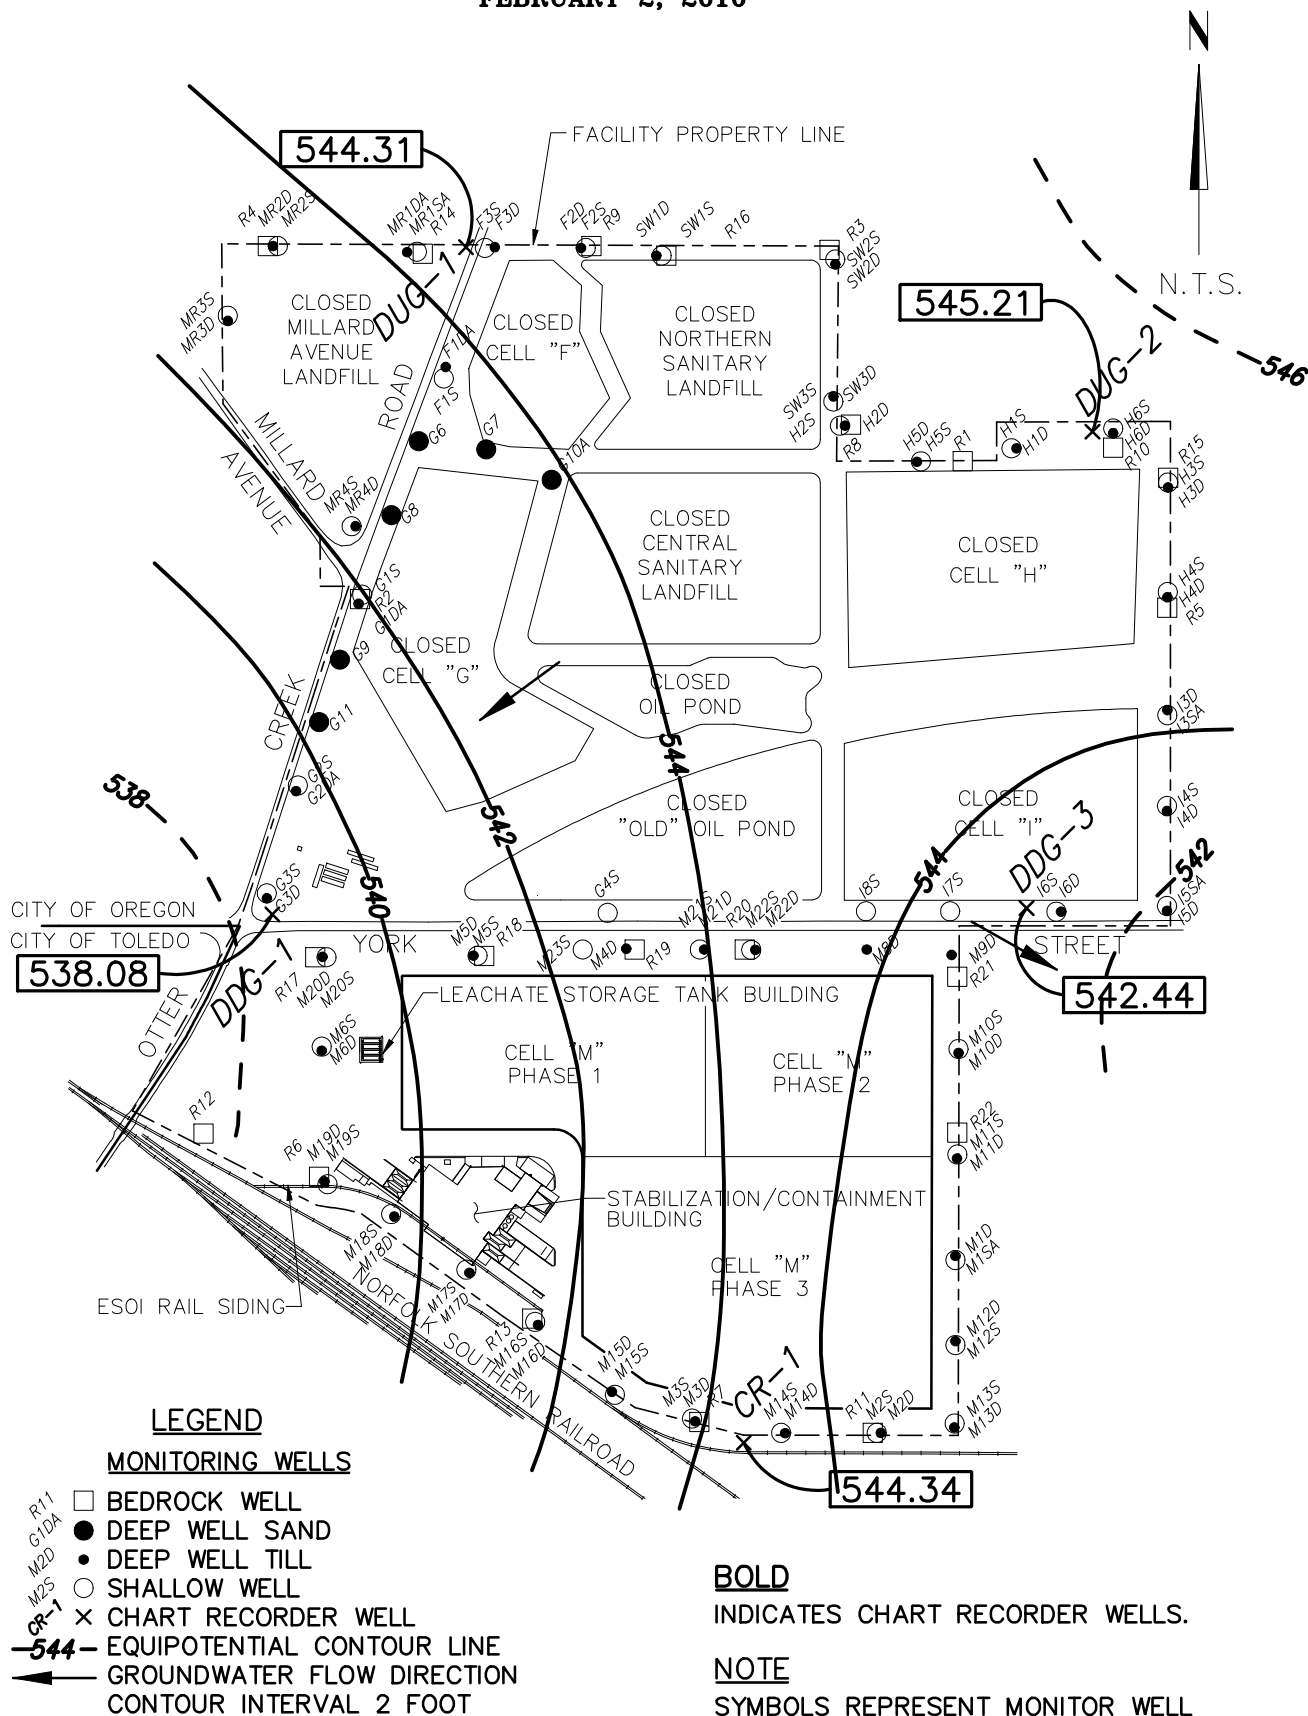 N
N.T.S.
544.31
FACILITY PROPERTY LINE
R4
MR2D
MR2S
MR1DA
MR1SA
R14
F3S
F3D
F2D
F2S
R9
SW1D
SW1S
R16
R3
SW2S
SW2D
545.21
DUG-1
DUG-2
546
MR3S
MR3D
CLOSED
MILLARD
AVENUE
LANDFILL
CLOSED
CELL "F"
CLOSED
NORTHERN
SANITARY
LANDFILL
F1DA
F1S
ROAD
SW3S
SW3D
H2S
H2D
R8
H5D
H5S
R1
H1S
H1D
H6S
H6D
R10
R15
H3S
H3D
MILLARD
AVENUE
G6
G7
G10A
MR4S
MR4D
G8
CLOSED
CENTRAL
SANITARY
LANDFILL
CLOSED
CELL "H"
G1S
R2
G1DA
H4S
H4D
R5
G9
CLOSED
CELL "G"
CLOSED
OIL POND
CREEK
G11
I3D
I3SA
544
G2S
G2DA
538
542
CLOSED
"OLD" OIL POND
CLOSED
CELL "I"
I4S
I4D
DDG-3
544
542
540
G3S
G3D
G4S
I8S
I7S
I6S
I6D
I5SA
I5D
CITY OF OREGON
CITY OF TOLEDO
538.08
YORK
STREET
M5D
M5S
R18
M23S
M4D
R19
M21S
M21D
R20
M22S
M22D
M8D
M9D
R21
R17
M20D
M20S
DDG-1
OTTER
LEACHATE STORAGE TANK BUILDING
542.44
M6S
M6D
CELL "M"
PHASE 1
CELL "M"
PHASE 2
M10S
M10D
R12
R22
M11S
M11D
R6
M19D
M19S
STABILIZATION/CONTAINMENT
BUILDING
M18S
M18D
CELL "M"
PHASE 3
M1D
M1SA
ESOI RAIL SIDING
M17S
M17D
NORFOLK SOUTHERN RAILROAD
R13
M16S
M16D
M12D
M12S
M15D
M15S
M3S
M3D
R7
CR-1
M14S
M14D
R11
M2S
M2D
M13S
M13D
544.34
LEGEND
MONITORING WELLS
R11 BEDROCK WELL
G1DA DEEP WELL SAND
M2D DEEP WELL TILL
M2S SHALLOW WELL
CR-1 CHART RECORDER WELL
544 EQUIPOTENTIAL CONTOUR LINE
GROUNDWATER FLOW DIRECTION
CONTOUR INTERVAL 2 FOOT
BOLD
INDICATES CHART RECORDER WELLS.
NOTE
SYMBOLS REPRESENT MONITOR WELL